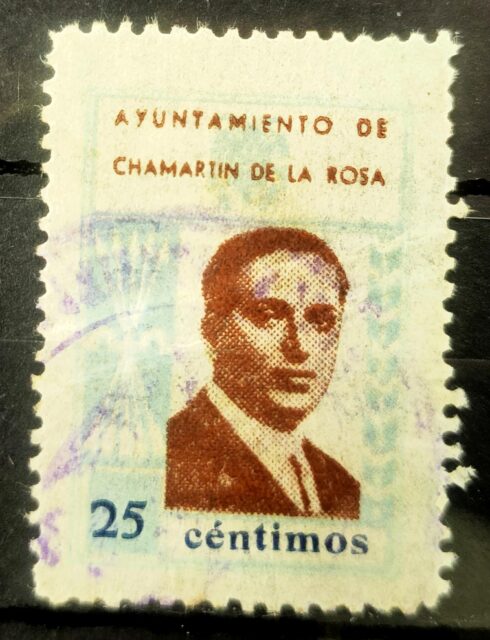 AYUNTAMIENTO DE
CHAMARTIN DE LA ROSA
25 céntimos